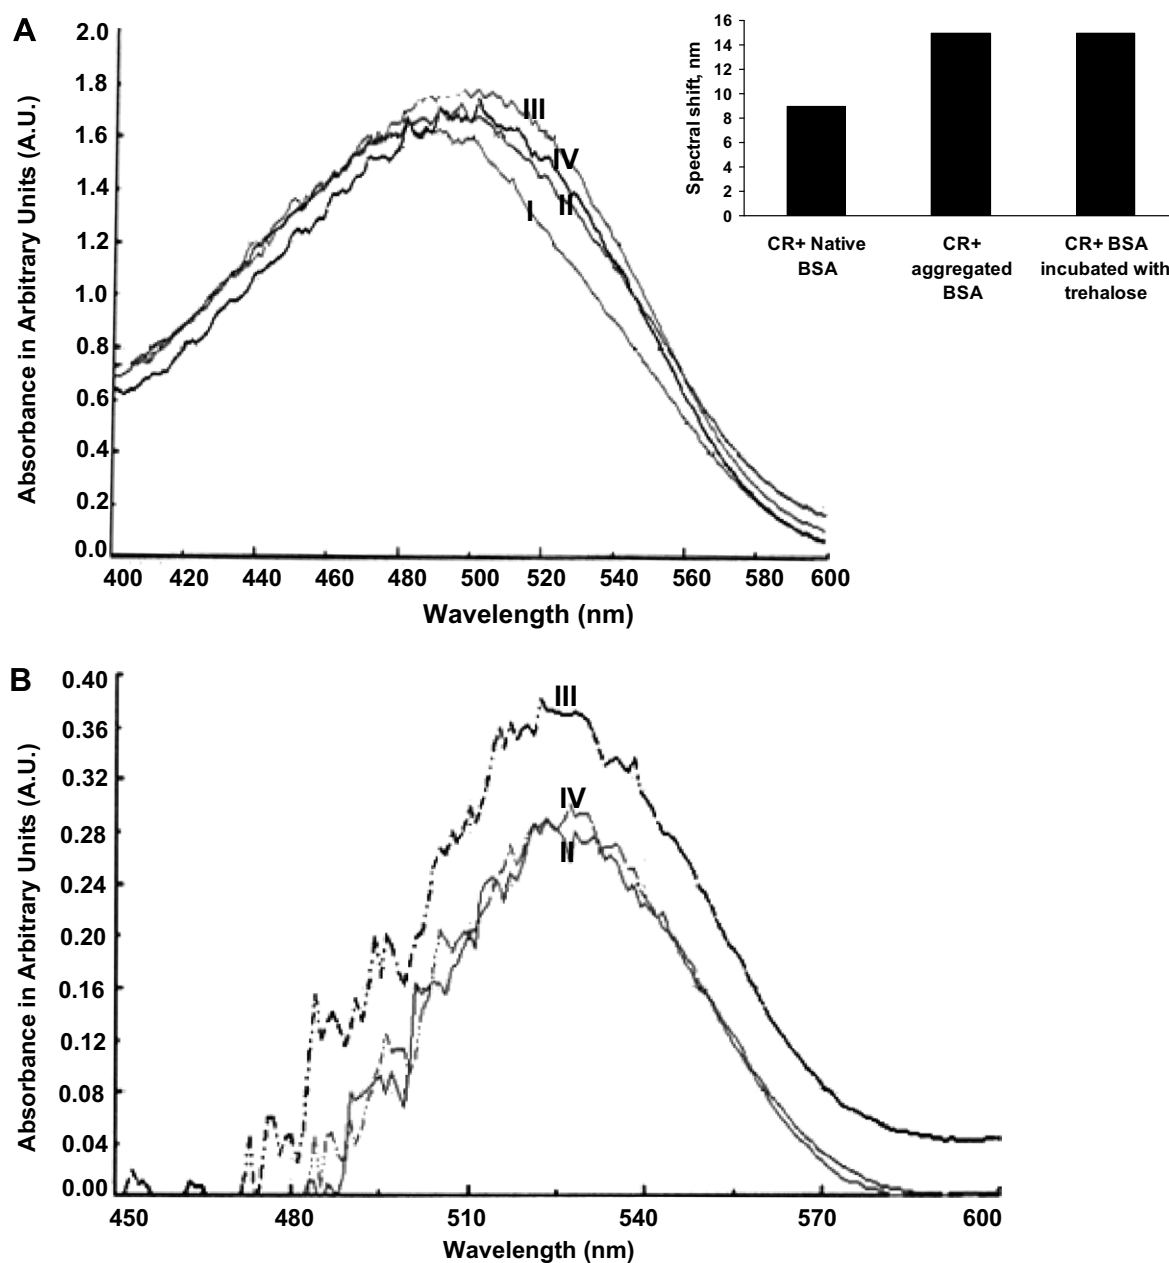 A
Absorbance in Arbitrary Units (A.U.)
2.0
1.8
1.6
1.4
1.2
1.0
0.8
0.6
0.4
0.2
0.0
400 420 440 460 480 500 520 540 560 580 600
Wavelength (nm)
III
IV
II
I
Spectral shift, nm
16
14
12
10
8
6
4
2
0
CR+ Native
BSA
CR+
aggregated
BSA
CR+ BSA
incubated with
trehalose
B
Absorbance in Arbitrary Units (A.U.)
0.40
0.36
0.32
0.28
0.24
0.20
0.16
0.12
0.08
0.04
0.00
450 480 510 540 570 600
Wavelength (nm)
III
IV
II